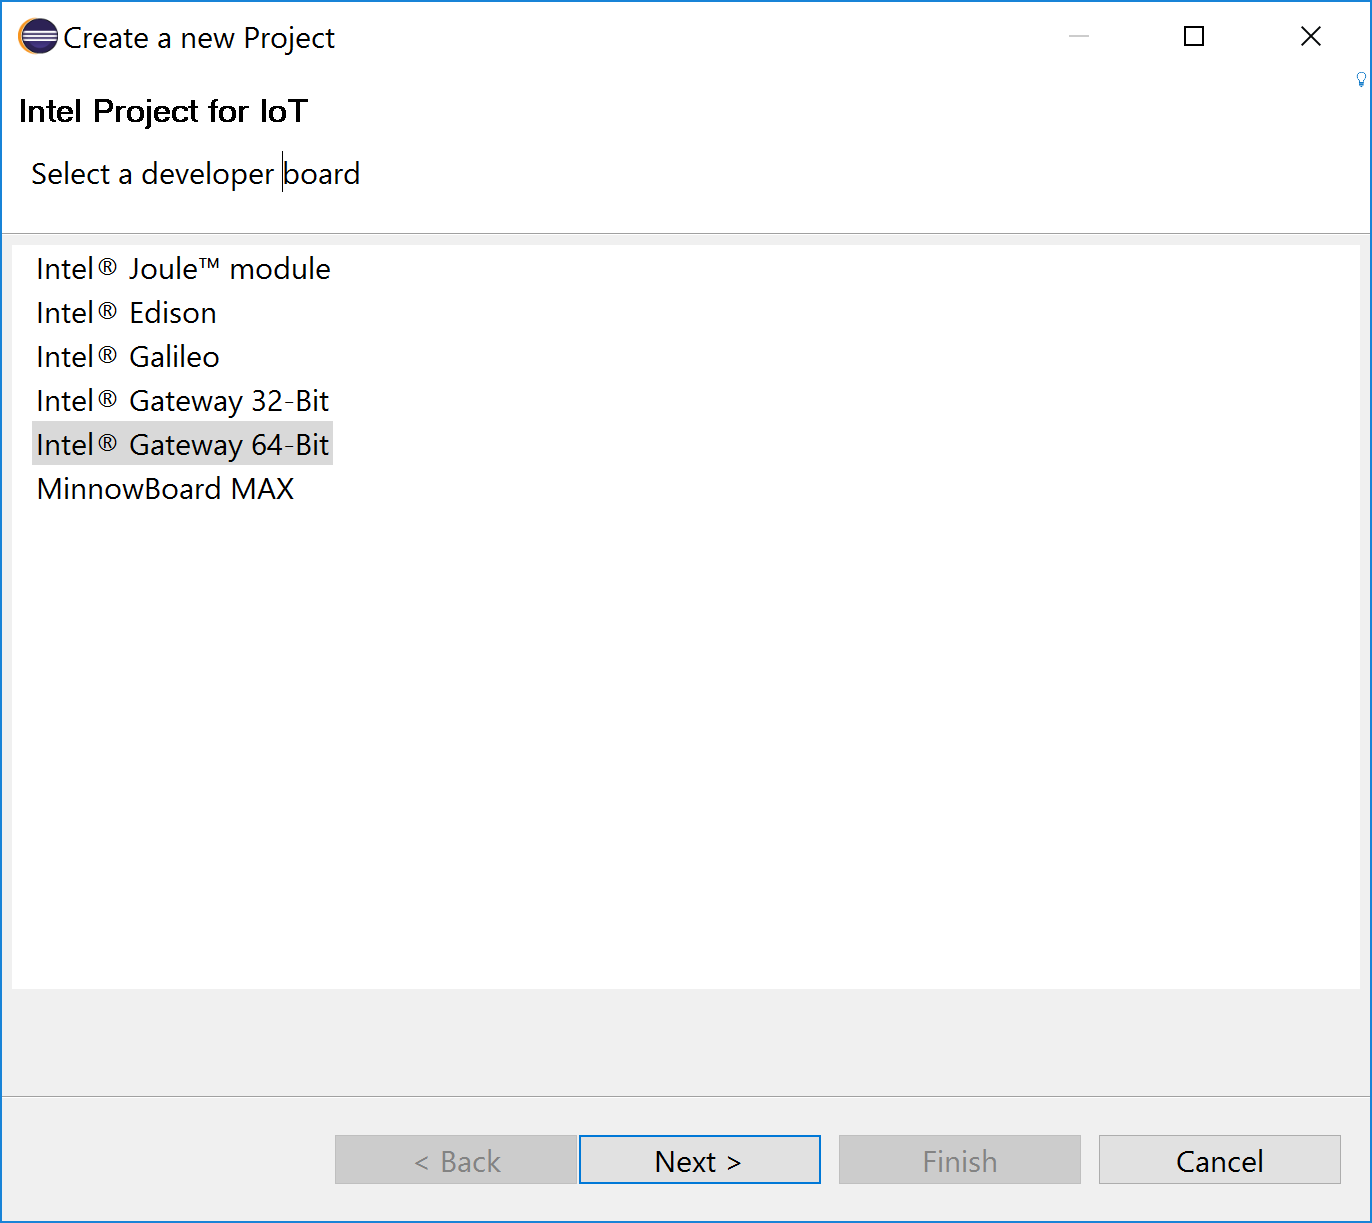 Create a new Project
Intel Project for IoT
Select a developer board
Intel® Joule™ module
Intel® Edison
Intel® Galileo
Intel® Gateway 32-Bit
Intel® Gateway 64-Bit
MinnowBoard MAX
< Back Next > Finish Cancel